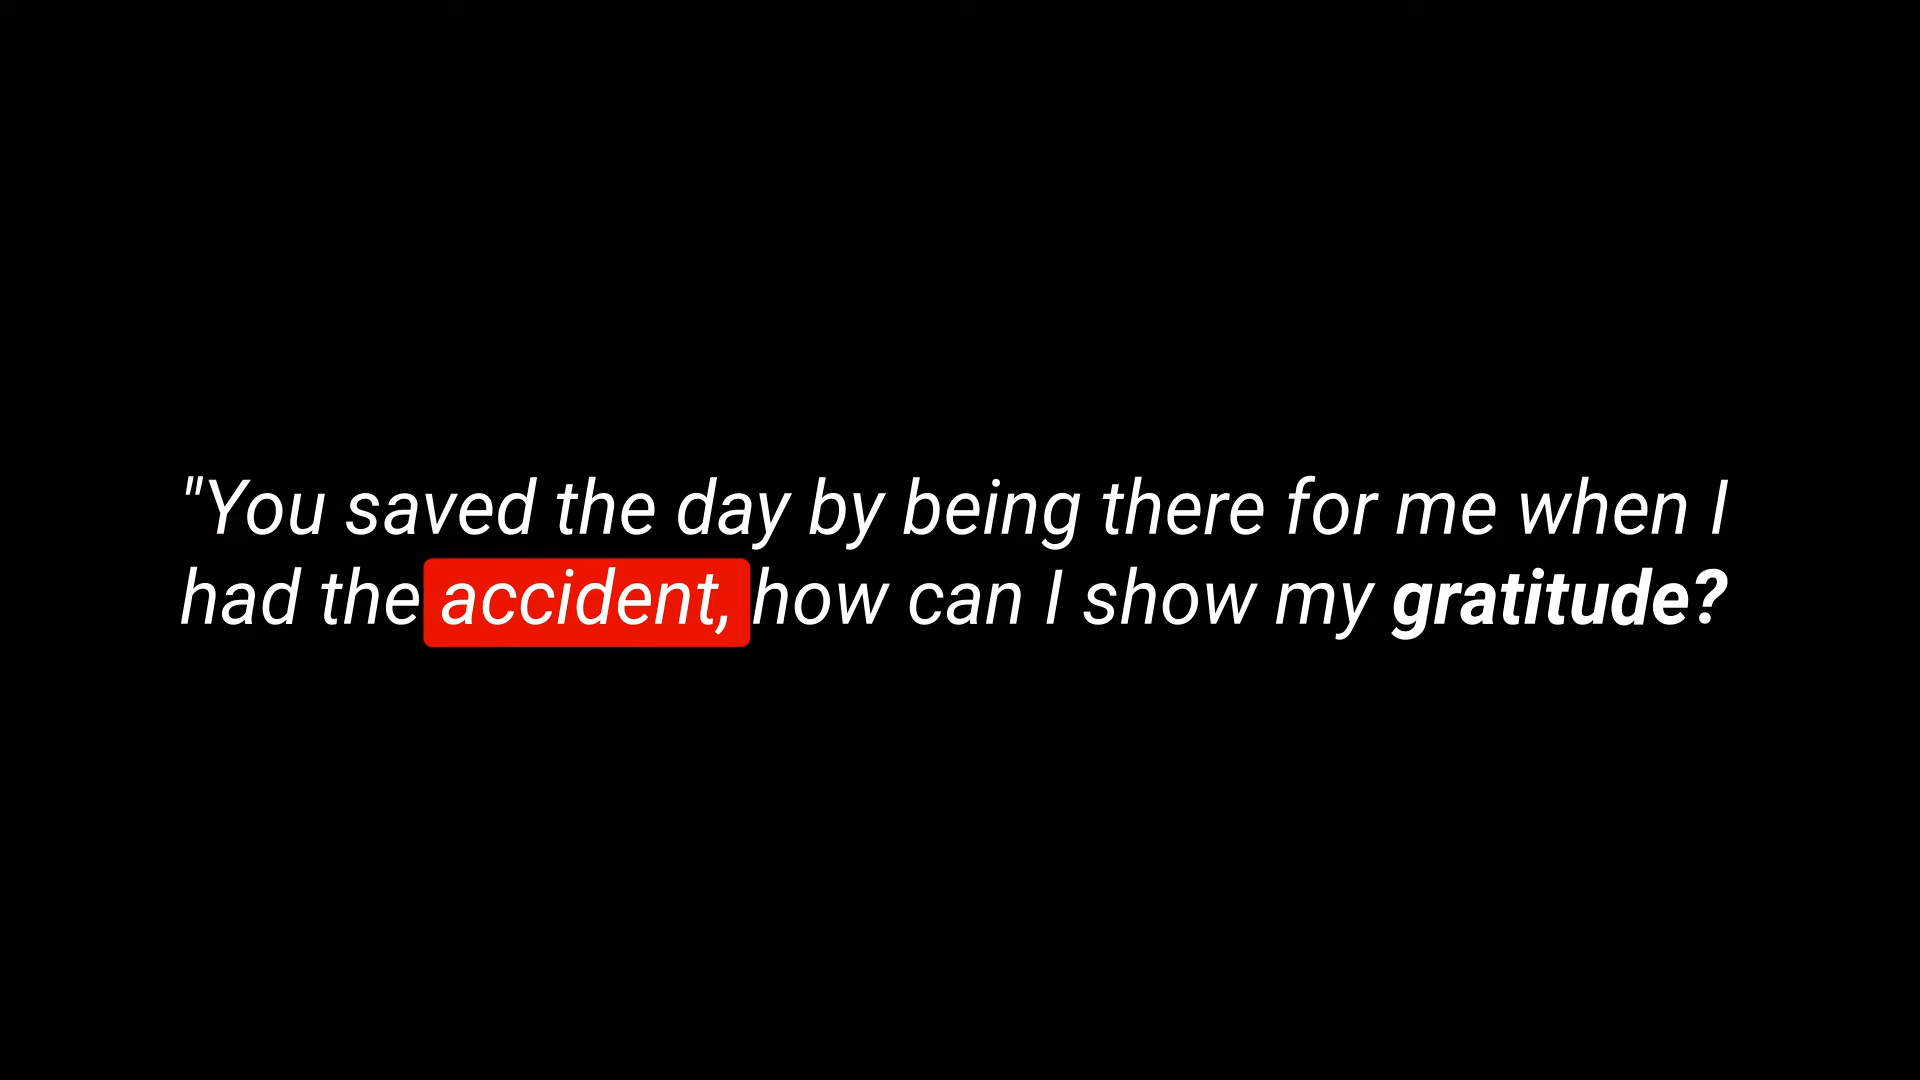 "You saved the day by being there for me when I
had the accident, how can I show my gratitude?